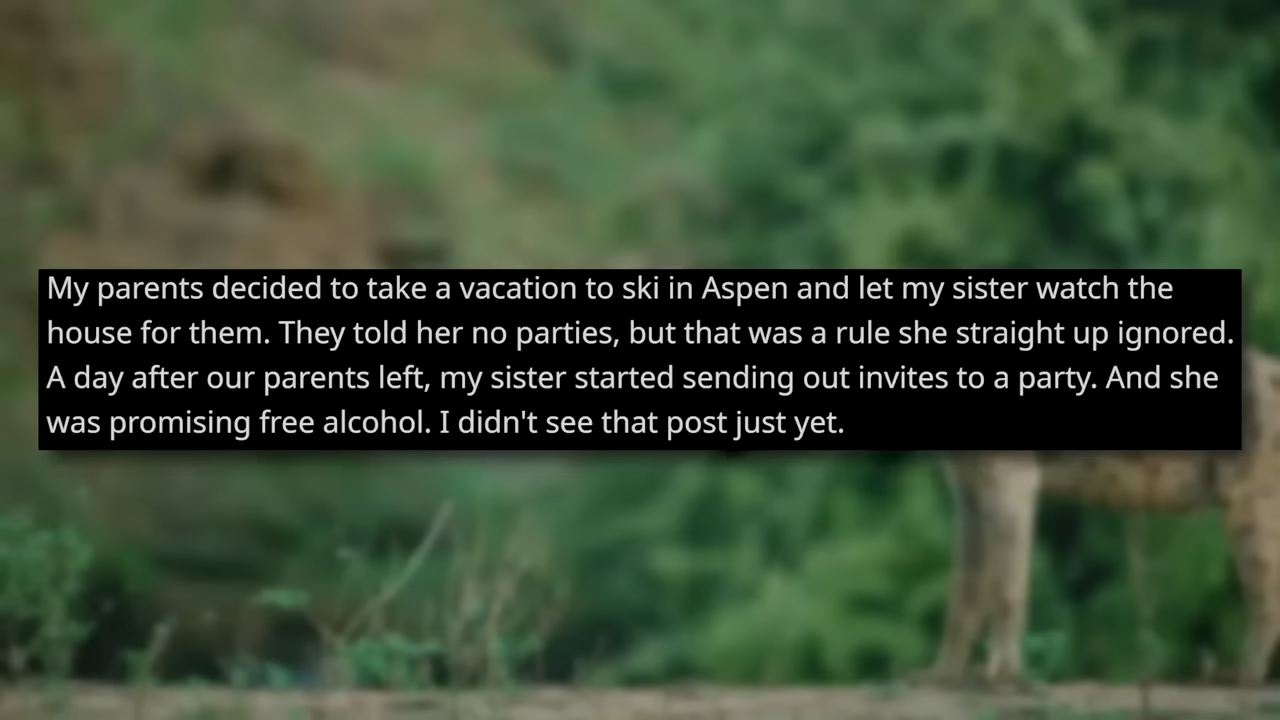 My parents decided to take a vacation to ski in Aspen and let my sister watch the
house for them. They told her no parties, but that was a rule she straight up ignored.
A day after our parents left, my sister started sending out invites to a party. And she
was promising free alcohol. I didn't see that post just yet.